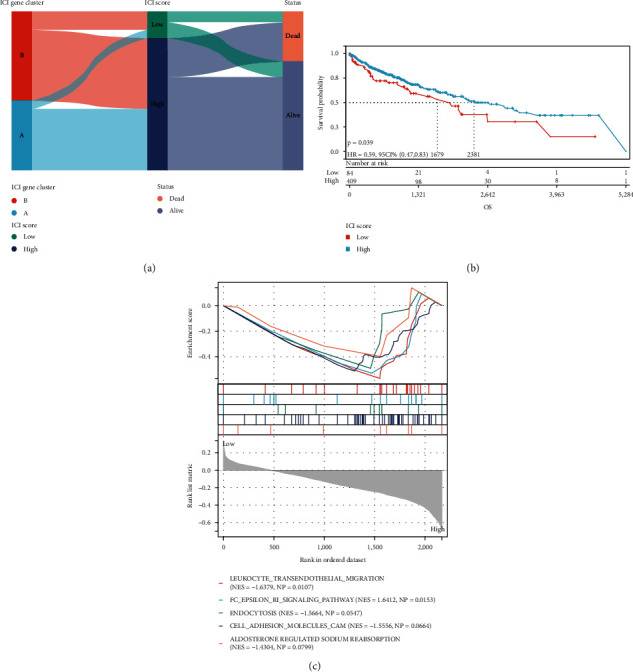 ICI gene cluster
ICI score
Status
B
A
Low
High
Dead
Alive
ICI gene cluster
B
A
ICI score
Low
High
Status
Dead
Alive
(a)
Survival probability
1.0
0.8
0.5
0.3
0.0
p = 0.039
HR = 0.59, 95CI% (0.47,0.83) 1679
2381
Number at risk
Low 84 21 4 1 1
High 409 98 30 8 1
0 1,321 2,642 3,963 5,284
OS
ICI score
Low
High
(b)
Enrichment score
0.0
−0.2
−0.4
Rank list metric
0.2
0.0
−0.2
−0.4
−0.6
Low
High
0 500 1,000 1,500 2,000
Rank in ordered dataset
LEUKOCYTE_TRANSENDOTHELIAL_MIGRATION
(NES = −1.6379, NP = 0.0107)
FC_EPSILON_RI_SIGNALING_PATHWAY (NES = 1.6412, NP = 0.0153)
ENDOCYTOSIS (NES = −1.5664, NP = 0.0547)
CELL_ADHESION_MOLECULES_CAM (NES = −1.5556, NP = 0.0664)
ALDOSTERONE REGULATED SODIUM REABSORPTION
(NES = −1.4304, NP = 0.0799)
(c)